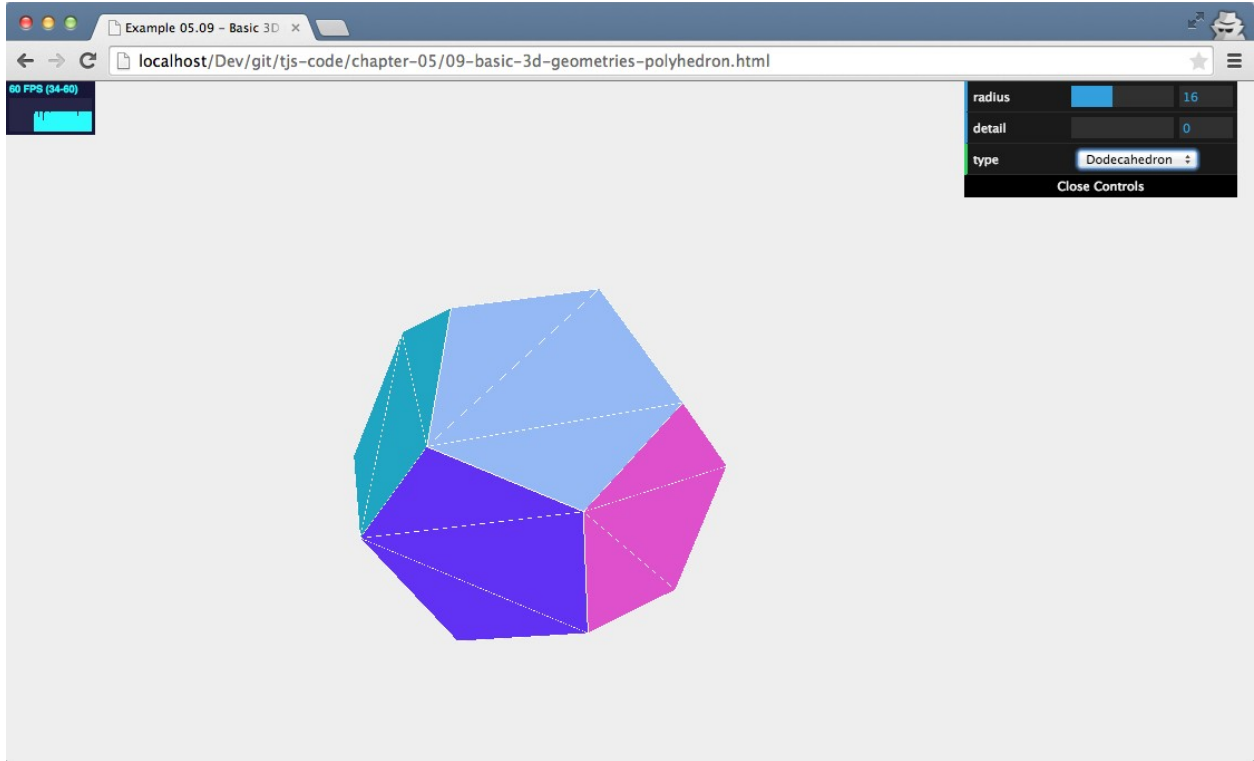 Example 05.09 – Basic 3D
localhost/Dev/git/tjs-code/chapter-05/09-basic-3d-geometries-polyhedron.html
60 FPS (34-60)
radius 16
detail 0
type Dodecahedron
Close Controls